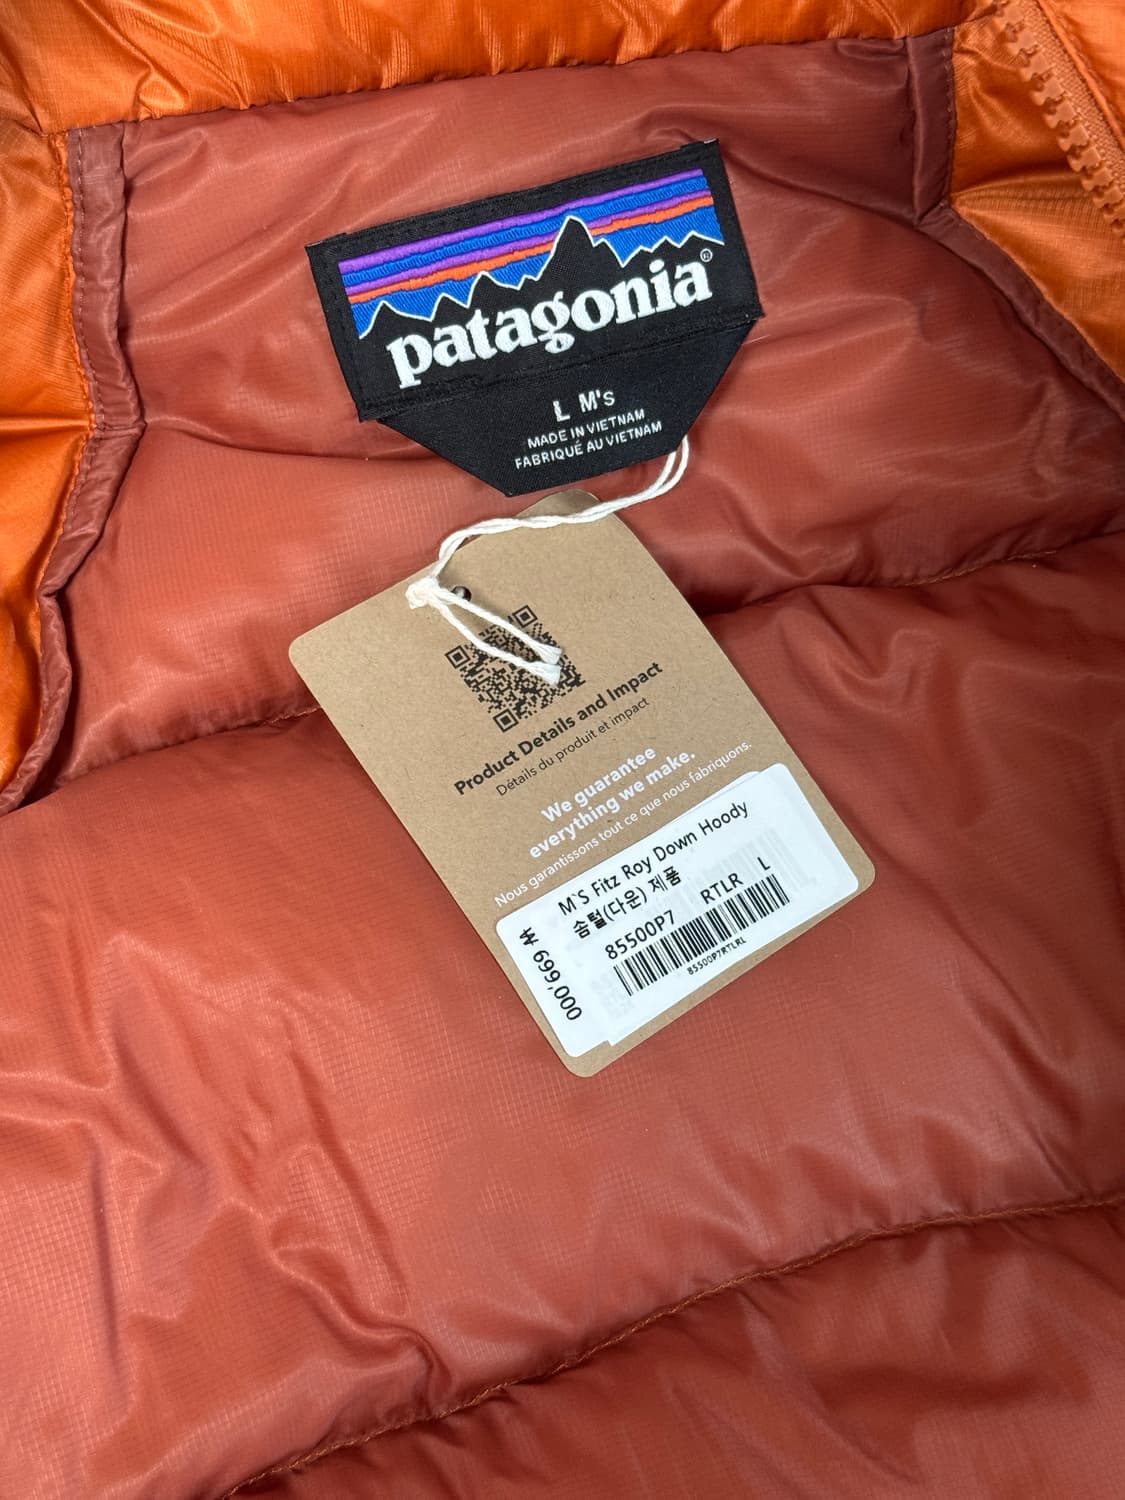 patagonia®
L M's
MADE IN VIETNAM
FABRIQUÉ AU VIETNAM
Product Details and Impact
Détails du produit et impact
We guarantee
everything we make.
Nous garantissons tout ce que nous fabriquons.
M`S Fitz Roy Down Hoody
솜털(다운) 제품
85500P7 RTLR L
85500P7RTLRL
₩ 699,000